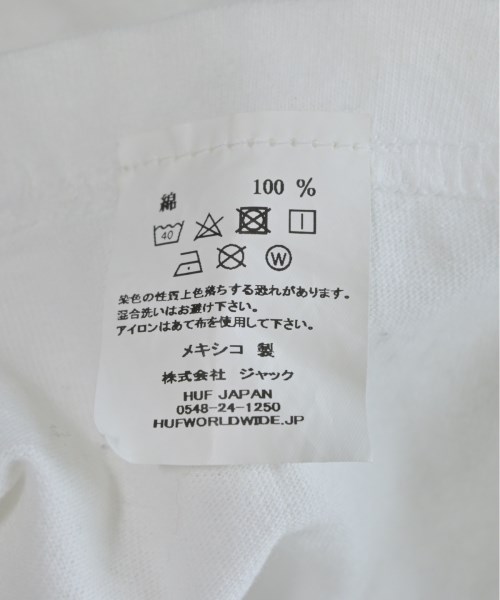 綿 100 %
40
W
染色の性質上色落ちする恐れがあります。
混合洗いはお避け下さい。
アイロンはあて布を使用して下さい。
メキシコ 製
株式会社 ジャック
HUF JAPAN
0548-24-1250
HUFWORLDWIDE.JP